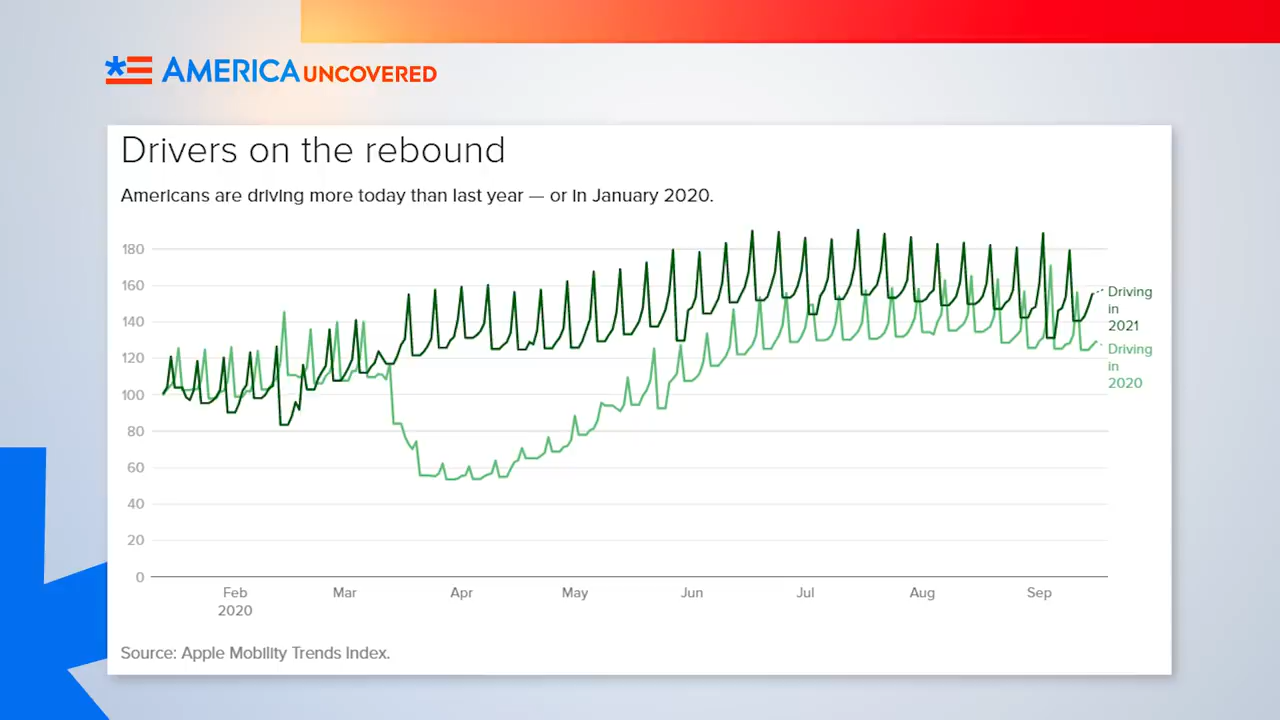 AMERICA UNCOVERED
Drivers on the rebound
Americans are driving more today than last year — or in January 2020.
180
160
140
120
100
80
60
40
20
0
Driving
in
2021
Driving
in
2020
Feb
2020
Mar
Apr
May
Jun
Jul
Aug
Sep
Source: Apple Mobility Trends Index.